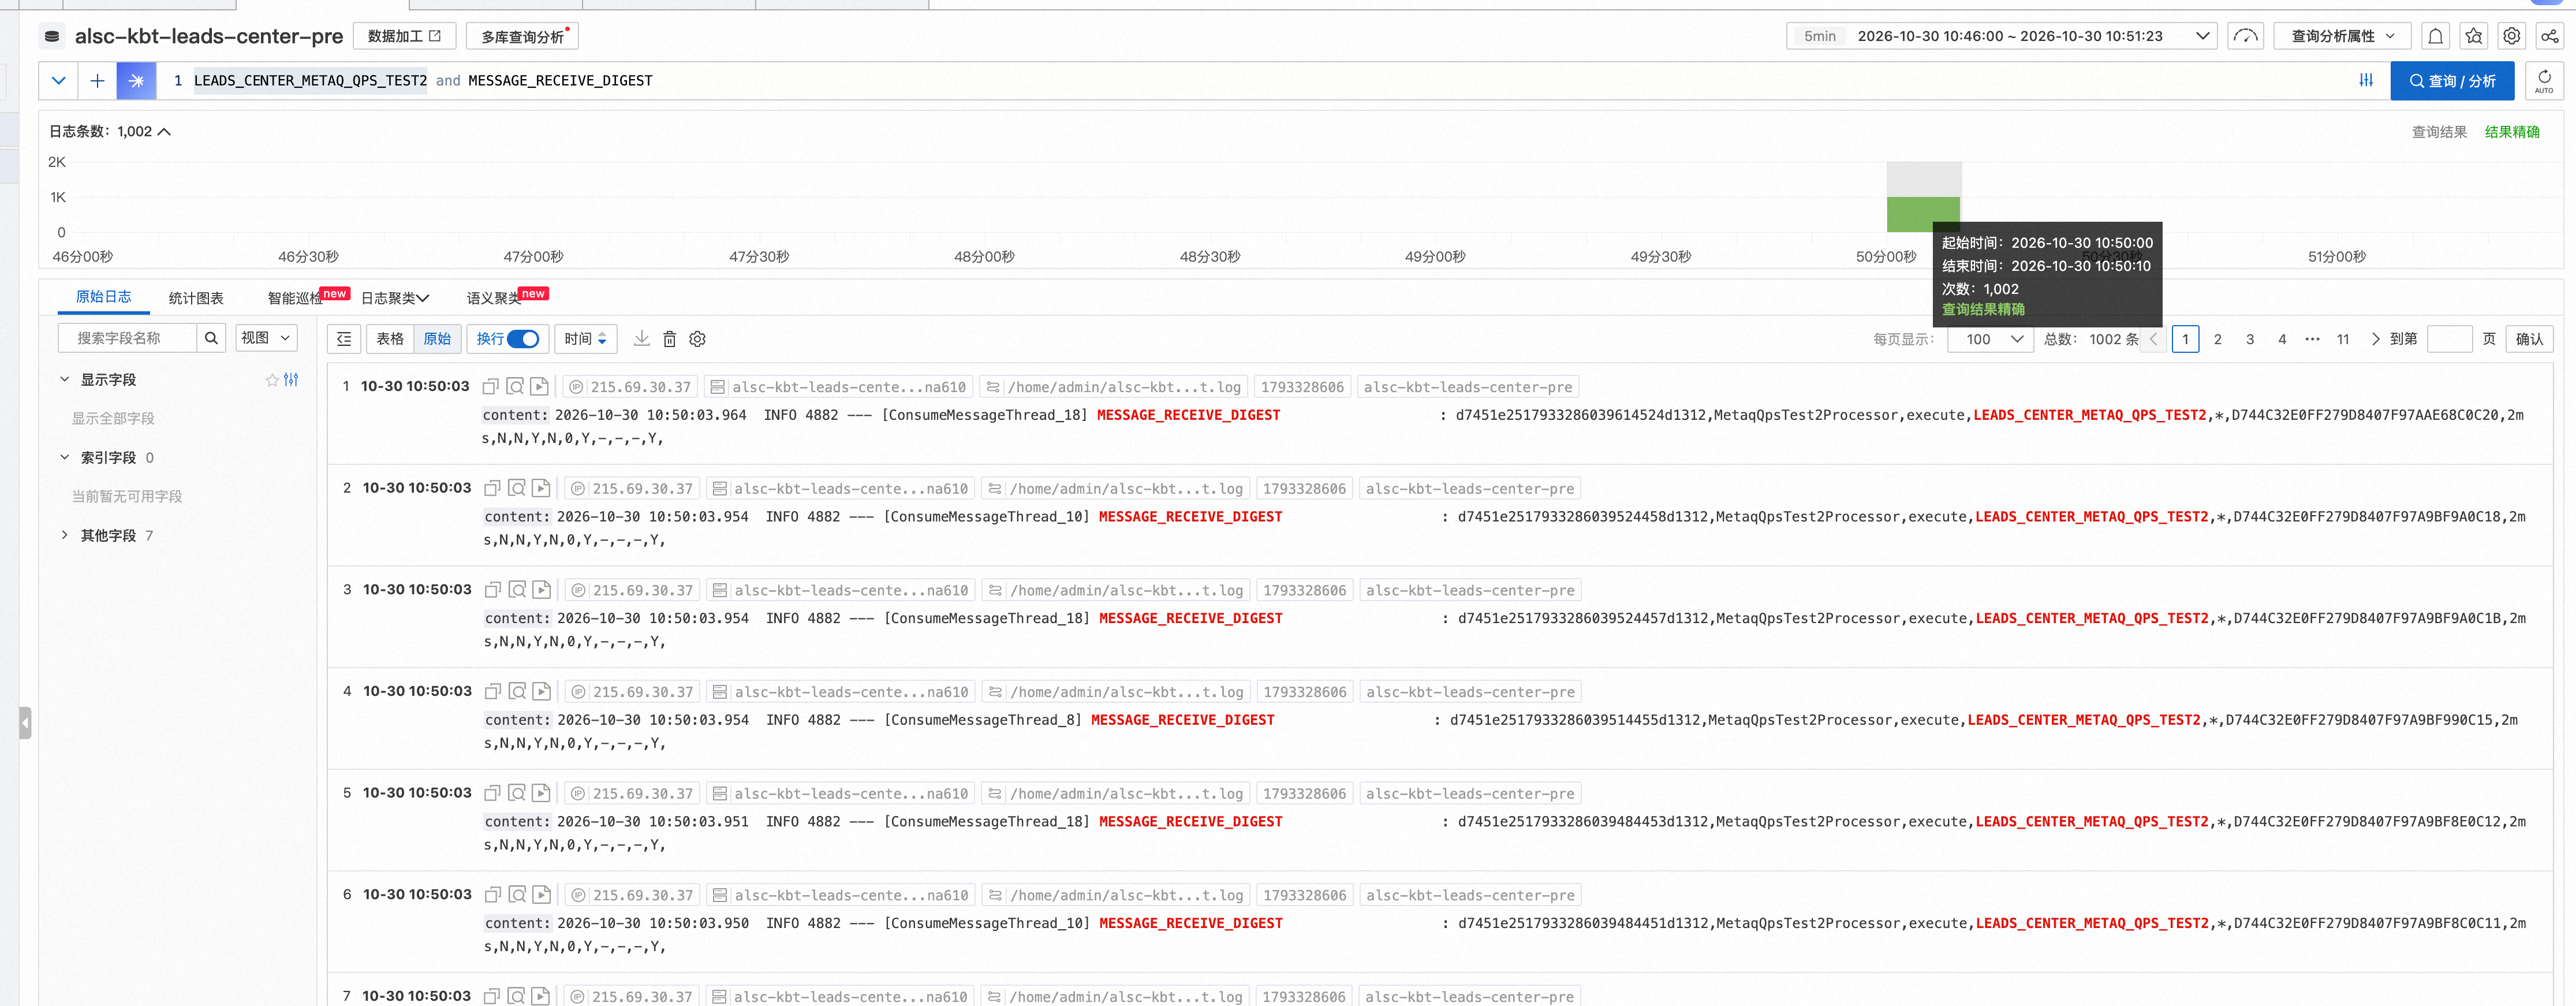 alsc-kbt-leads-center-pre 数据加工 多库查询分析 5min 2026-10-30 10:46:00 ~ 2026-10-30 10:51:23 查询分析属性
1 LEADS_CENTER_METAQ_QPS_TEST2 and MESSAGE_RECEIVE_DIGEST 查询 / 分析 AUTO
日志条数: 1,002 查询结果 结果精确
2K
1K
0
46分00秒 46分30秒 47分00秒 47分30秒 48分00秒 48分30秒 49分00秒 49分30秒 50分00秒 50分30秒 51分00秒
起始时间: 2026-10-30 10:50:00
结束时间: 2026-10-30 10:50:10
次数: 1,002
查询结果精确
原始日志 统计图表 智能巡检 new 日志聚类 语义聚类 new
搜索字段名称 视图 表格 原始 换行 时间 每页显示: 100 总数: 1002 条 1 2 3 4 ... 11 到第 页 确认
显示字段
显示全部字段
索引字段 0
当前暂无可用字段
其他字段 7
1 10-30 10:50:03 IP 215.69.30.37 alsc-kbt-leads-cente...na610 /home/admin/alsc-kbt...t.log 1793328606 alsc-kbt-leads-center-pre
content: 2026-10-30 10:50:03.964 INFO 4882 --- [ConsumeMessageThread_18] MESSAGE_RECEIVE_DIGEST : d7451e2517933286039614524d1312,MetaqQpsTest2Processor,execute,LEADS_CENTER_METAQ_QPS_TEST2,*,D744C32E0FF279D8407F97AAE68C0C20,2m
s,N,N,Y,N,0,Y,-,-,-,Y,
2 10-30 10:50:03 IP 215.69.30.37 alsc-kbt-leads-cente...na610 /home/admin/alsc-kbt...t.log 1793328606 alsc-kbt-leads-center-pre
content: 2026-10-30 10:50:03.954 INFO 4882 --- [ConsumeMessageThread_10] MESSAGE_RECEIVE_DIGEST : d7451e2517933286039524458d1312,MetaqQpsTest2Processor,execute,LEADS_CENTER_METAQ_QPS_TEST2,*,D744C32E0FF279D8407F97A9BF9A0C18,2m
s,N,N,Y,N,0,Y,-,-,-,Y,
3 10-30 10:50:03 IP 215.69.30.37 alsc-kbt-leads-cente...na610 /home/admin/alsc-kbt...t.log 1793328606 alsc-kbt-leads-center-pre
content: 2026-10-30 10:50:03.954 INFO 4882 --- [ConsumeMessageThread_18] MESSAGE_RECEIVE_DIGEST : d7451e2517933286039524457d1312,MetaqQpsTest2Processor,execute,LEADS_CENTER_METAQ_QPS_TEST2,*,D744C32E0FF279D8407F97A9BF9A0C1B,2m
s,N,N,Y,N,0,Y,-,-,-,Y,
4 10-30 10:50:03 IP 215.69.30.37 alsc-kbt-leads-cente...na610 /home/admin/alsc-kbt...t.log 1793328606 alsc-kbt-leads-center-pre
content: 2026-10-30 10:50:03.954 INFO 4882 --- [ConsumeMessageThread_8] MESSAGE_RECEIVE_DIGEST : d7451e2517933286039514455d1312,MetaqQpsTest2Processor,execute,LEADS_CENTER_METAQ_QPS_TEST2,*,D744C32E0FF279D8407F97A9BF990C15,2m
s,N,N,Y,N,0,Y,-,-,-,Y,
5 10-30 10:50:03 IP 215.69.30.37 alsc-kbt-leads-cente...na610 /home/admin/alsc-kbt...t.log 1793328606 alsc-kbt-leads-center-pre
content: 2026-10-30 10:50:03.951 INFO 4882 --- [ConsumeMessageThread_18] MESSAGE_RECEIVE_DIGEST : d7451e2517933286039484453d1312,MetaqQpsTest2Processor,execute,LEADS_CENTER_METAQ_QPS_TEST2,*,D744C32E0FF279D8407F97A9BF8E0C12,2m
s,N,N,Y,N,0,Y,-,-,-,Y,
6 10-30 10:50:03 IP 215.69.30.37 alsc-kbt-leads-cente...na610 /home/admin/alsc-kbt...t.log 1793328606 alsc-kbt-leads-center-pre
content: 2026-10-30 10:50:03.950 INFO 4882 --- [ConsumeMessageThread_10] MESSAGE_RECEIVE_DIGEST : d7451e2517933286039484451d1312,MetaqQpsTest2Processor,execute,LEADS_CENTER_METAQ_QPS_TEST2,*,D744C32E0FF279D8407F97A9BF8C0C11,2m
s,N,N,Y,N,0,Y,-,-,-,Y,
7 10-30 10:50:03 IP 215.69.30.37 alsc-kbt-leads-cente...na610 /home/admin/alsc-kbt...t.log 1793328606 alsc-kbt-leads-center-pre